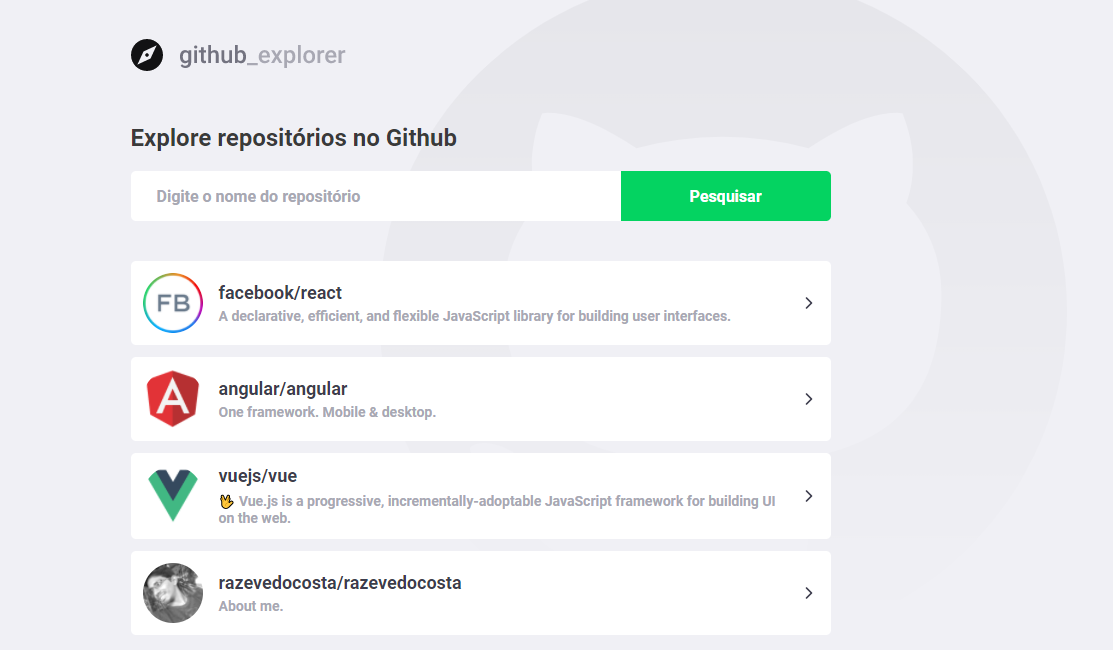 github_explorer
Explore repositórios no Github
Digite o nome do repositório
Pesquisar
FB
facebook/react
A declarative, efficient, and flexible JavaScript library for building user interfaces.
A
angular/angular
One framework. Mobile & desktop.
vuejs/vue
🖖 Vue.js is a progressive, incrementally-adoptable JavaScript framework for building UI
on the web.
razevedocosta/razevedocosta
About me.